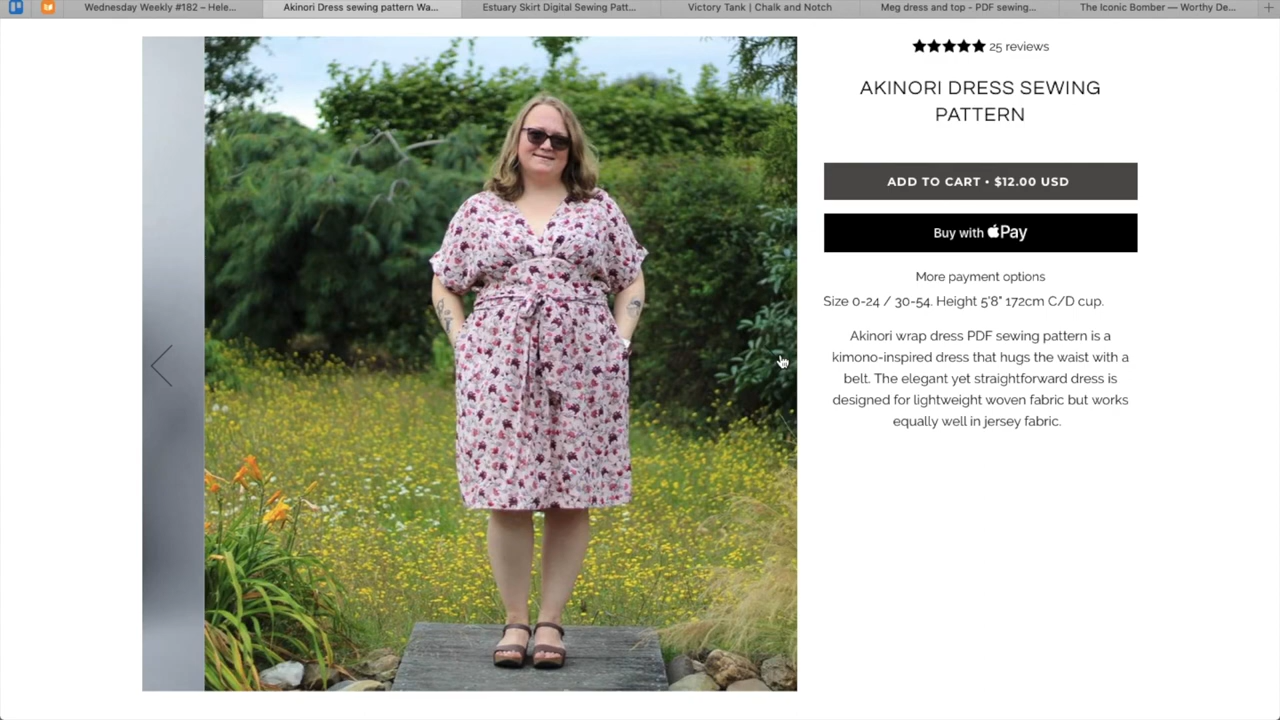 Wednesday Weekly #182 – Hele...
Akinori Dress sewing pattern Wa...
Estuary Skirt Digital Sewing Patt...
Victory Tank | Chalk and Notch
Meg dress and top - PDF sewing...
The Iconic Bomber — Worthy De...
25 reviews
AKINORI DRESS SEWING
PATTERN
ADD TO CART • $12.00 USD
Buy with Pay
More payment options
Size 0-24 / 30-54. Height 5'8" 172cm C/D cup.
Akinori wrap dress PDF sewing pattern is a
kimono-inspired dress that hugs the waist with a
belt. The elegant yet straightforward dress is
designed for lightweight woven fabric but works
equally well in jersey fabric.